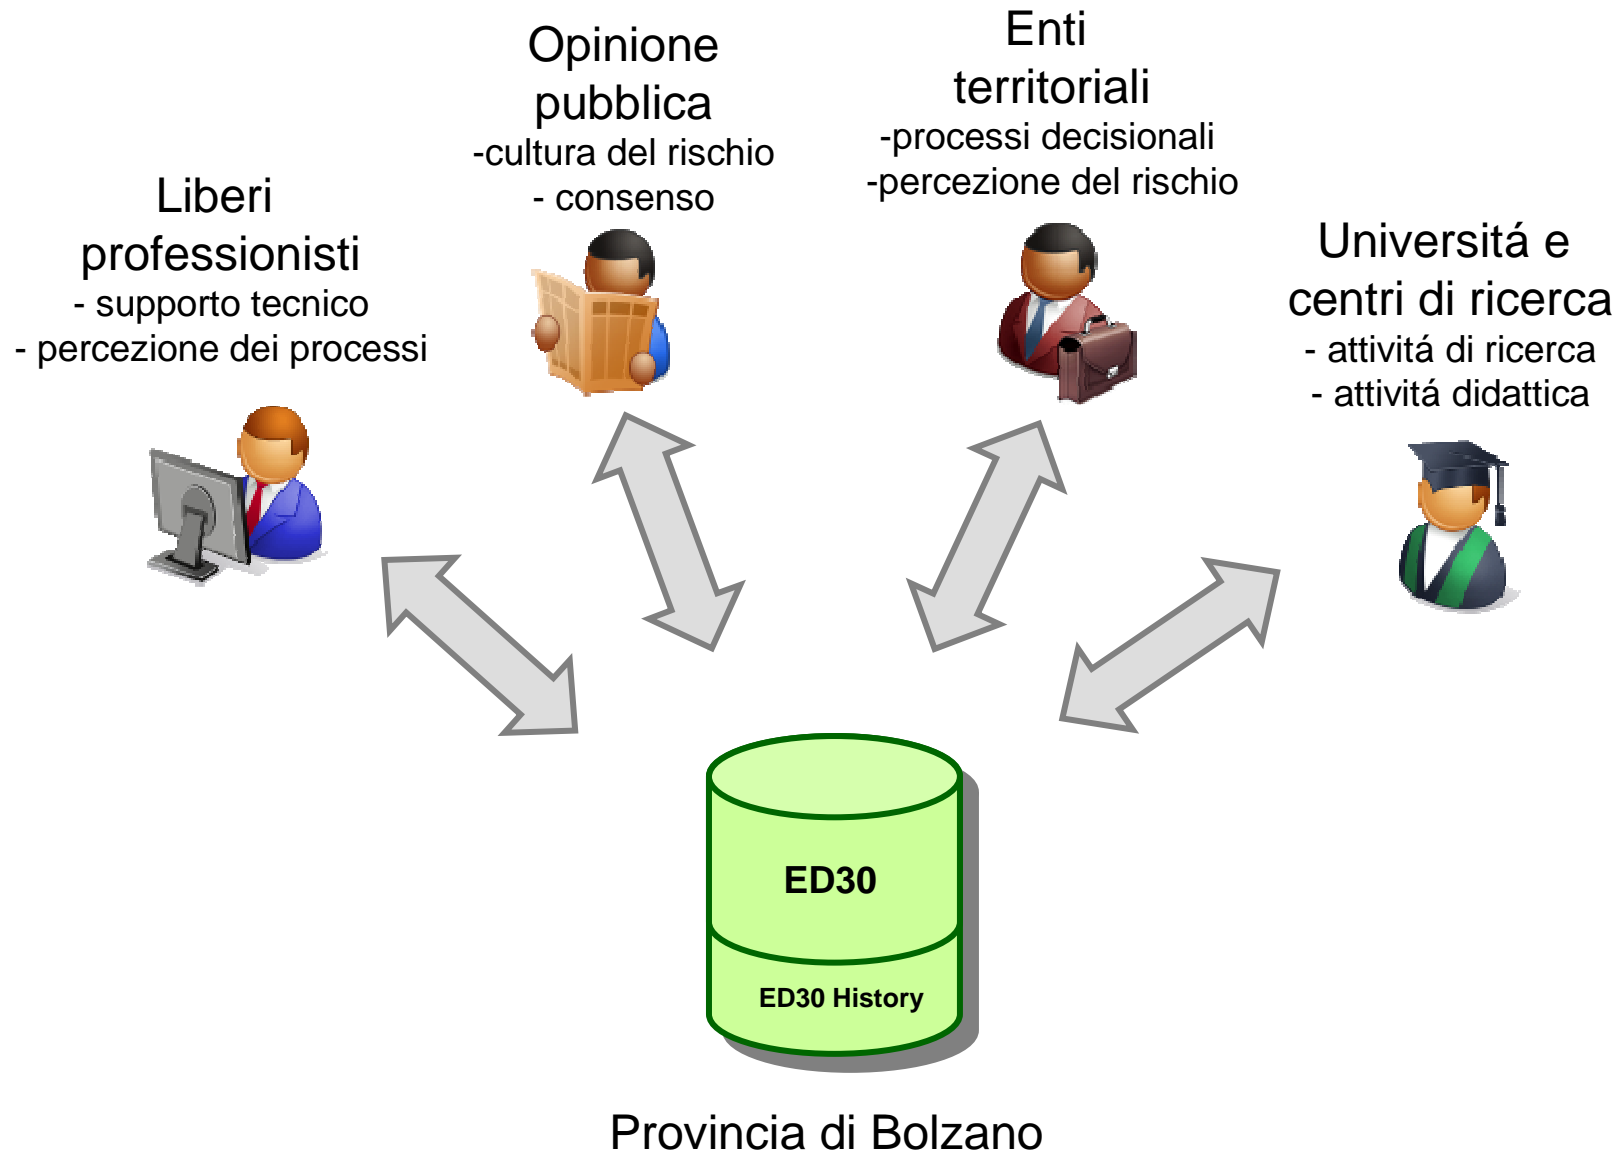 Liberi
professionisti
- supporto tecnico
- percezione dei processi
Opinione
pubblica
-cultura del rischio
- consenso
Enti
territoriali
-processi decisionali
-percezione del rischio
Universitá e
centri di ricerca
- attivitá di ricerca
- attivitá didattica
ED30
ED30 History
Provincia di Bolzano